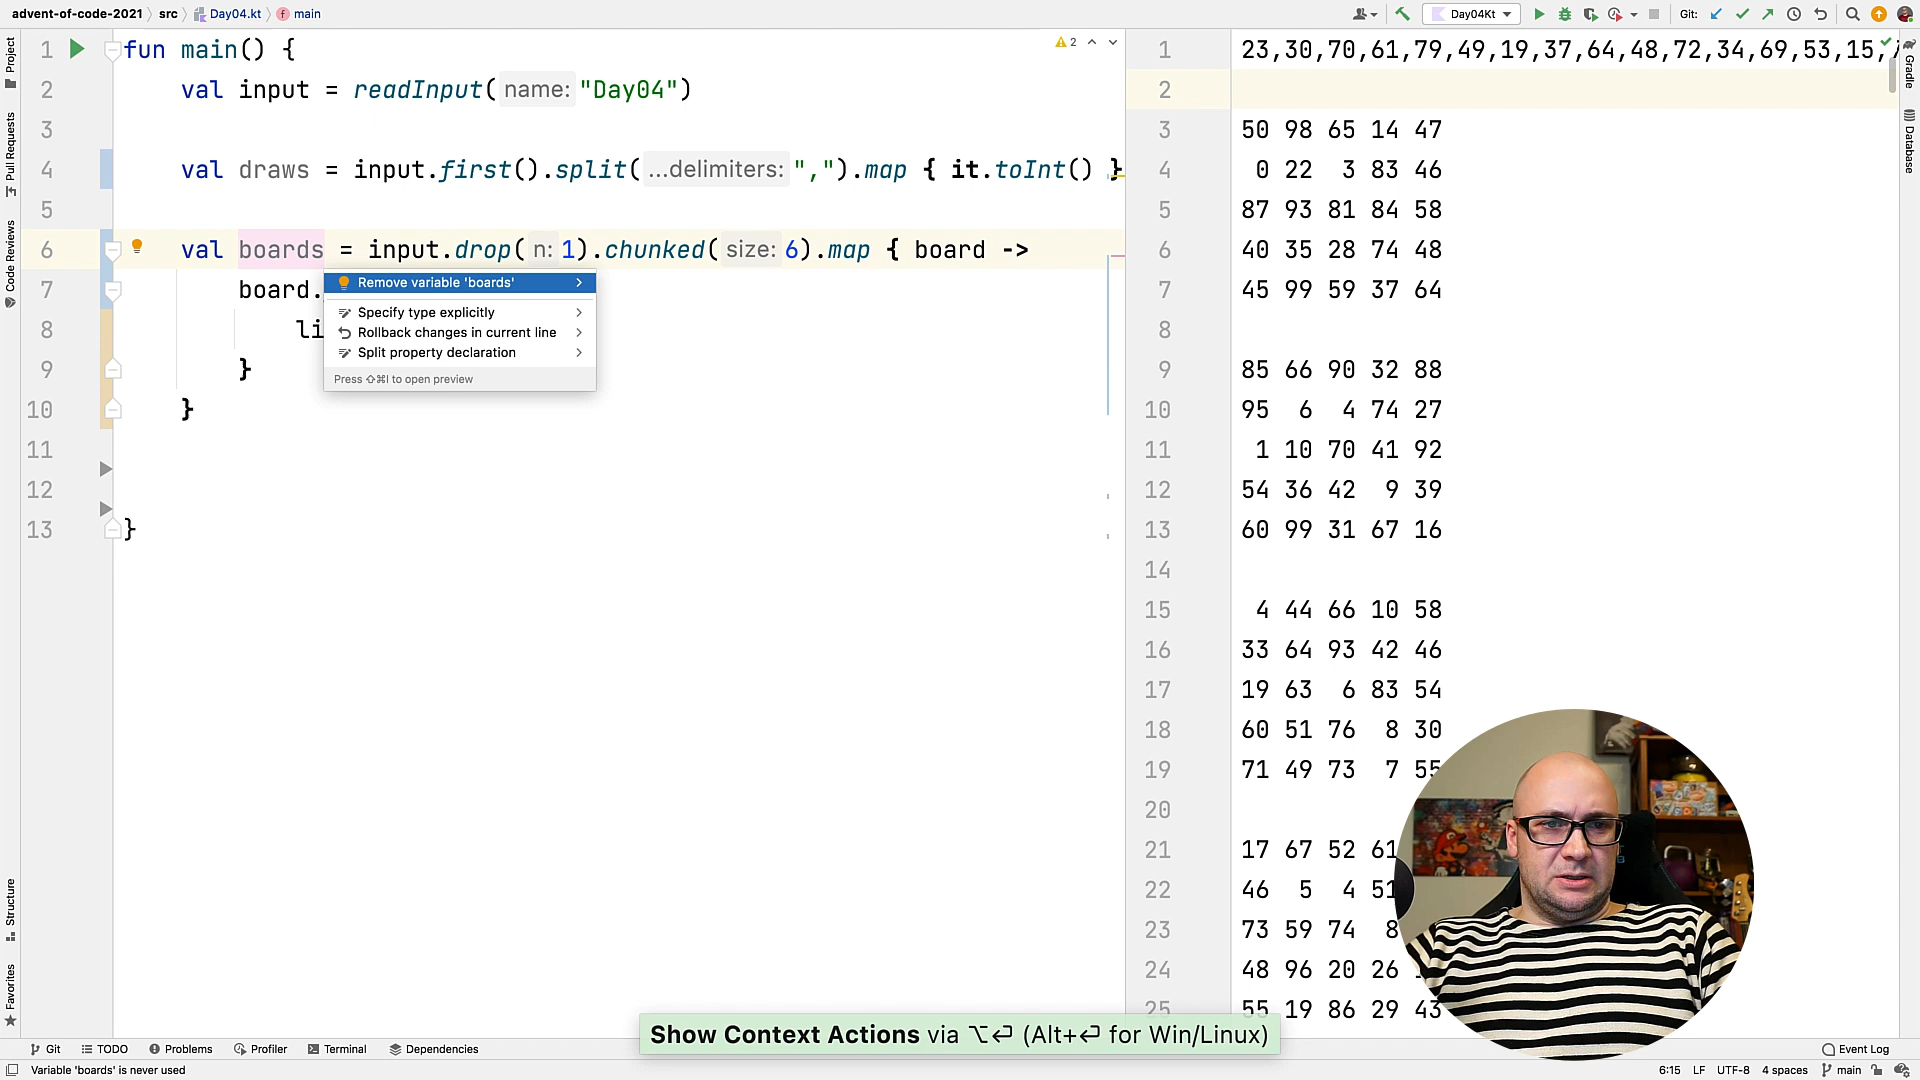 advent-of-code-2021 src Day04.kt main
Day04Kt Git:
1 fun main() {
2 val input = readInput( name: "Day04")
3
4 val draws = input.first().split( ...delimiters: ",").map { it.toInt() }
5
6 val boards = input.drop( n: 1).chunked( size: 6).map { board ->
7 board.
8 li
9 }
10 }
11
12
13 }
2
Remove variable 'boards'
Specify type explicitly
Rollback changes in current line
Split property declaration
Press ⇧⌘I to open preview
1 23,30,70,61,79,49,19,37,64,48,72,34,69,53,15,
2
3 50 98 65 14 47
4 0 22 3 83 46
5 87 93 81 84 58
6 40 35 28 74 48
7 45 99 59 37 64
8
9 85 66 90 32 88
10 95 6 4 74 27
11 1 10 70 41 92
12 54 36 42 9 39
13 60 99 31 67 16
14
15 4 44 66 10 58
16 33 64 93 42 46
17 19 63 6 83 54
18 60 51 76 8 30
19 71 49 73 7 55
20
21 17 67 52 61
22 46 5 4 51
23 73 59 74 8
24 48 96 20 26
25 55 19 86 29 43
Project
Pull Requests
Code Reviews
Structure
Favorites
Gradle
Database
Show Context Actions via ⌥⏎ (Alt+⏎ for Win/Linux)
Git TODO Problems Profiler Terminal Dependencies Event Log
Variable 'boards' is never used 6:15 LF UTF-8 4 spaces main